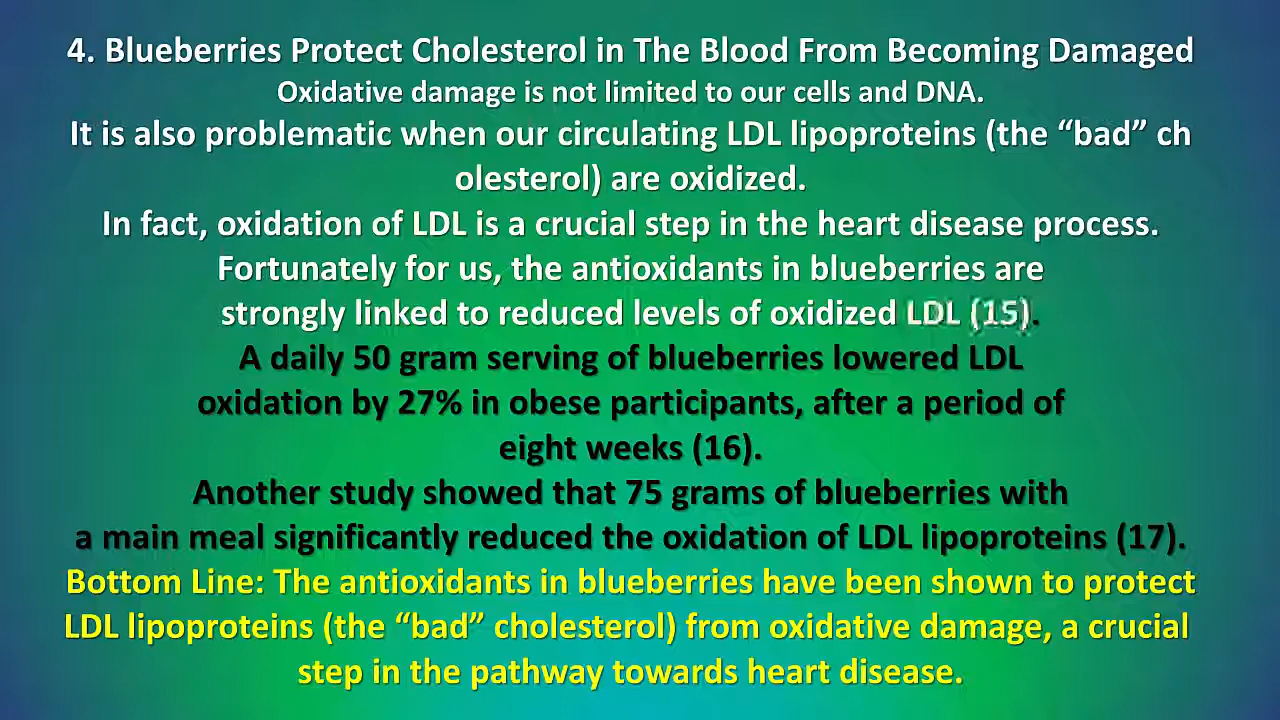 4. Blueberries Protect Cholesterol in The Blood From Becoming Damaged
Oxidative damage is not limited to our cells and DNA.
It is also problematic when our circulating LDL lipoproteins (the “bad” ch
olesterol) are oxidized.
In fact, oxidation of LDL is a crucial step in the heart disease process.
Fortunately for us, the antioxidants in blueberries are
strongly linked to reduced levels of oxidized LDL (15).
A daily 50 gram serving of blueberries lowered LDL
oxidation by 27% in obese participants, after a period of
eight weeks (16).
Another study showed that 75 grams of blueberries with
a main meal significantly reduced the oxidation of LDL lipoproteins (17).
Bottom Line: The antioxidants in blueberries have been shown to protect
LDL lipoproteins (the “bad” cholesterol) from oxidative damage, a crucial
step in the pathway towards heart disease.